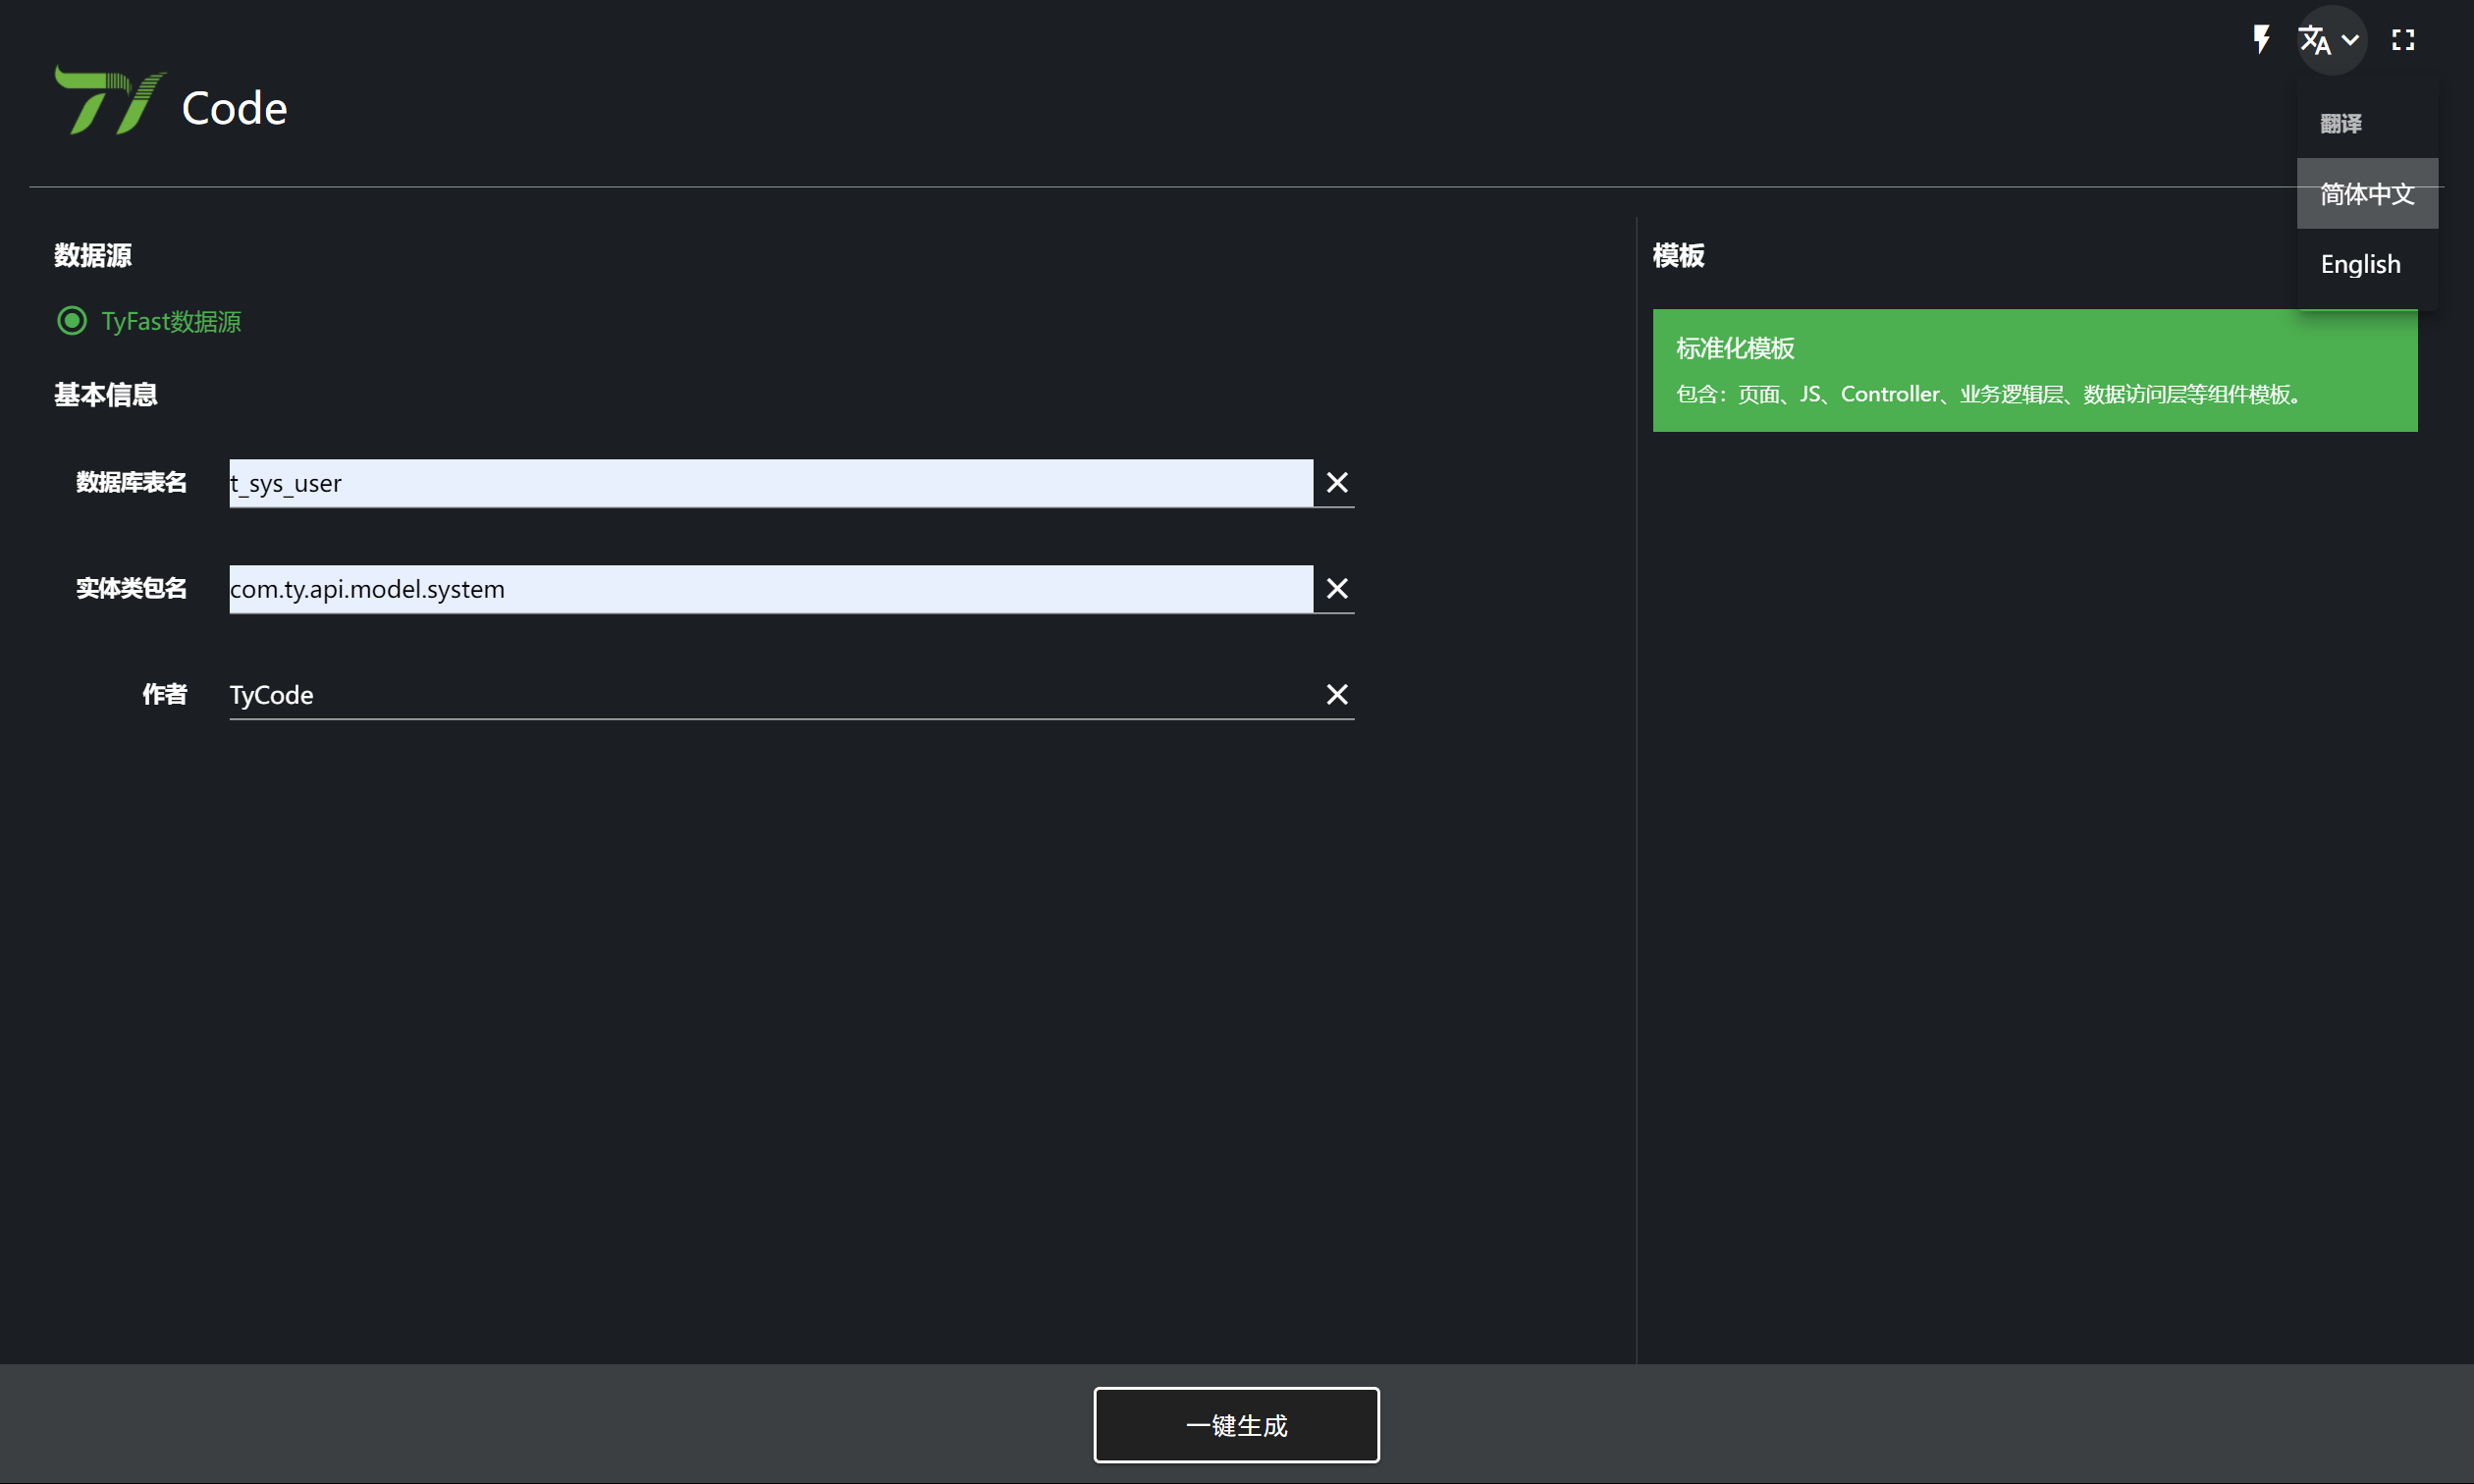 TY Code
翻译
简体中文
English
数据源
TyFast数据源
基本信息
数据库表名 t_sys_user
实体类包名 com.ty.api.model.system
作者 TyCode
模板
标准化模板
包含：页面、JS、Controller、业务逻辑层、数据访问层等组件模板。
一键生成